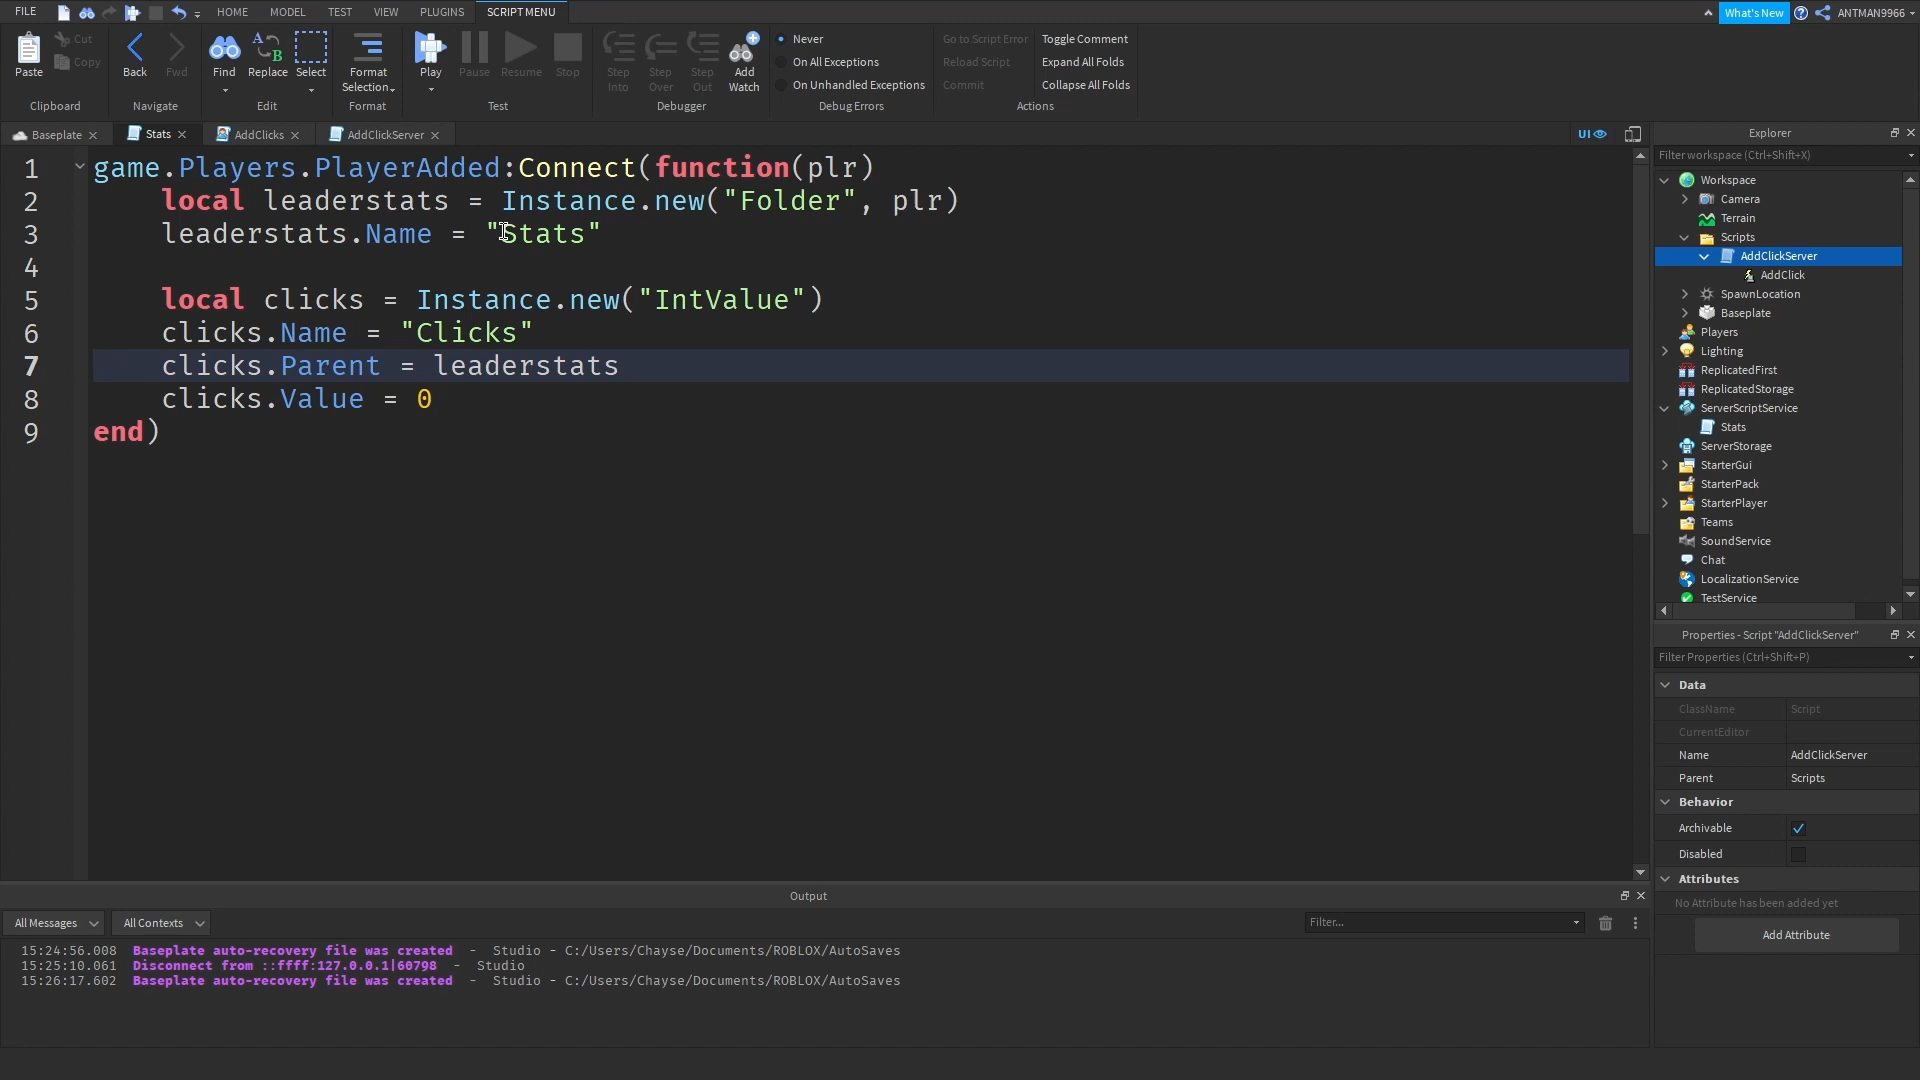 FILE HOME MODEL TEST VIEW PLUGINS SCRIPT MENU What's New ANTMAN9966
Paste Cut Copy Clipboard
Back Fwd Navigate
Find Replace Select Edit
Format Selection Format
Play Pause Resume Stop Test
Step Into Step Over Step Out Add Watch Debugger
Never
On All Exceptions
On Unhandled Exceptions
Debug Errors
Go to Script Error Toggle Comment
Reload Script Expand All Folds
Commit Collapse All Folds
Actions
Baseplate Stats AddClicks AddClickServer UI
1 game.Players.PlayerAdded:Connect(function(plr)
2 local leaderstats = Instance.new("Folder", plr)
3 leaderstats.Name = "Stats"
4
5 local clicks = Instance.new("IntValue")
6 clicks.Name = "Clicks"
7 clicks.Parent = leaderstats
8 clicks.Value = 0
9 end)
Explorer
Filter workspace (Ctrl+Shift+X)
Workspace
Camera
Terrain
Scripts
AddClickServer
AddClick
SpawnLocation
Baseplate
Players
Lighting
ReplicatedFirst
ReplicatedStorage
ServerScriptService
Stats
ServerStorage
StarterGui
StarterPack
StarterPlayer
Teams
SoundService
Chat
LocalizationService
TestService
Properties - Script "AddClickServer"
Filter Properties (Ctrl+Shift+P)
Data
ClassName Script
CurrentEditor
Name AddClickServer
Parent Scripts
Behavior
Archivable
Disabled
Attributes
No Attribute has been added yet
Add Attribute
Output
All Messages All Contexts Filter...
15:24:56.008 Baseplate auto-recovery file was created - Studio - C:/Users/Chayse/Documents/ROBLOX/AutoSaves
15:25:10.061 Disconnect from ::ffff:127.0.0.1|60798 - Studio
15:26:17.602 Baseplate auto-recovery file was created - Studio - C:/Users/Chayse/Documents/ROBLOX/AutoSaves